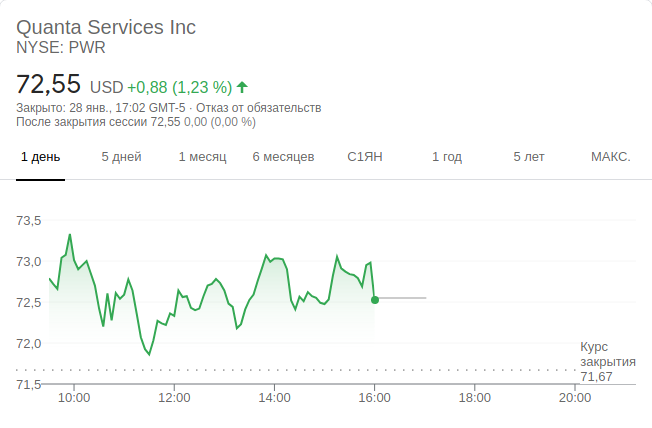 Quanta Services Inc
NYSE: PWR
72,55 USD +0,88 (1,23 %)
Закрыто: 28 янв., 17:02 GMT-5 · Отказ от обязательств
После закрытия сессии 72,55 0,00 (0,00 %)
1 день 5 дней 1 месяц 6 месяцев С1ЯН 1 год 5 лет МАКС.
73,5
73,0
72,5
72,0
Курс
закрытия
71,67
71,5
10:00 12:00 14:00 16:00 18:00 20:00